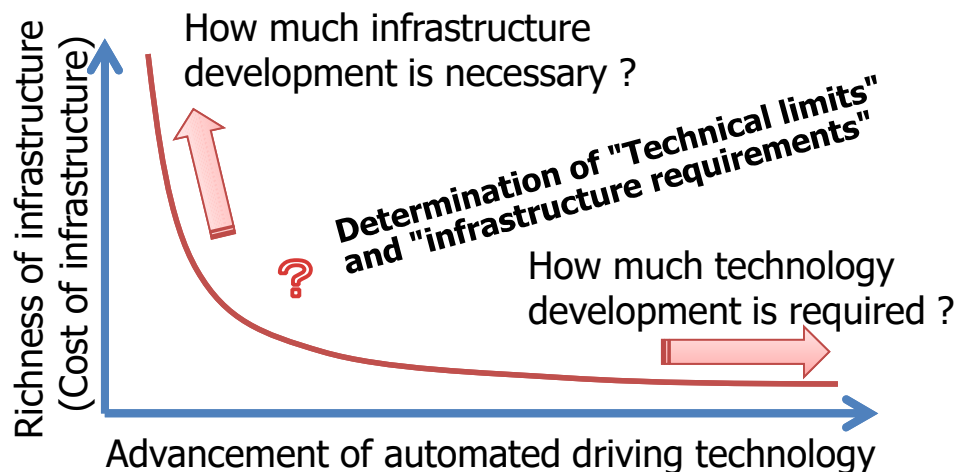 How much infrastructure
development is necessary ?
Richness of infrastructure
(Cost of infrastructure)
Determination of "Technical limits"
and "infrastructure requirements"
?
How much technology
development is required ?
Advancement of automated driving technology